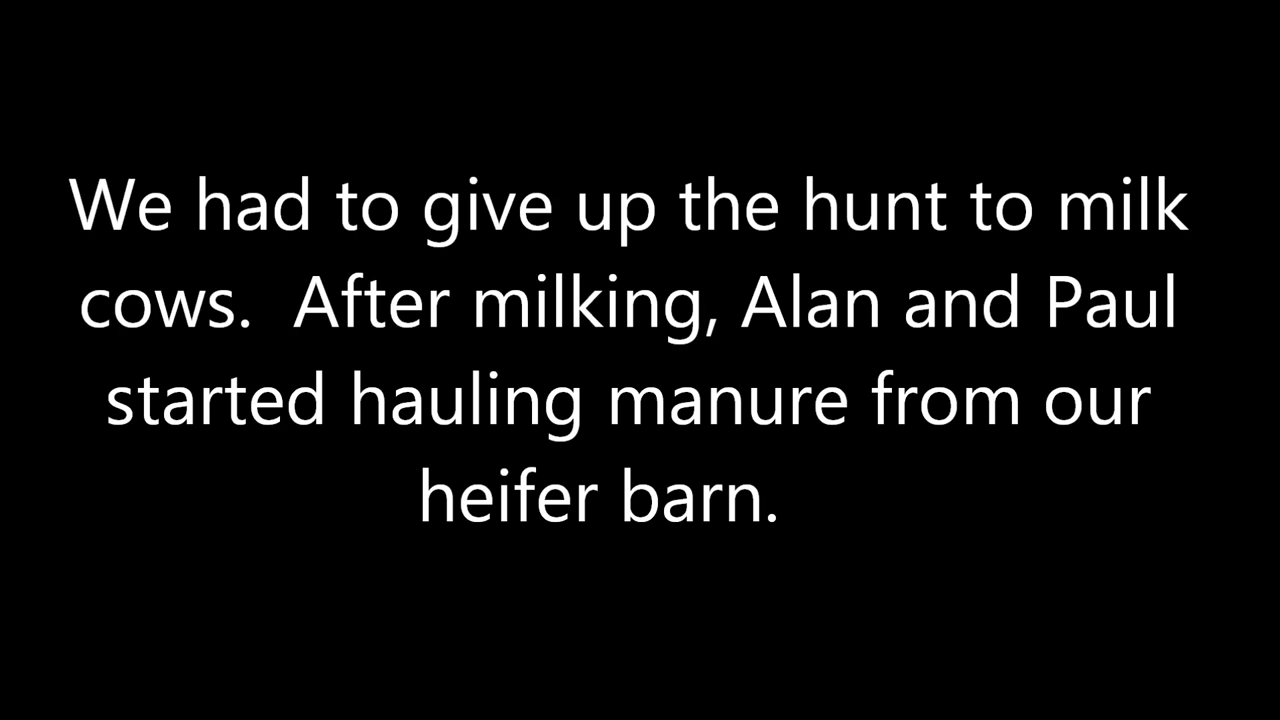 We had to give up the hunt to milk
cows.  After milking, Alan and Paul
started hauling manure from our
heifer barn.